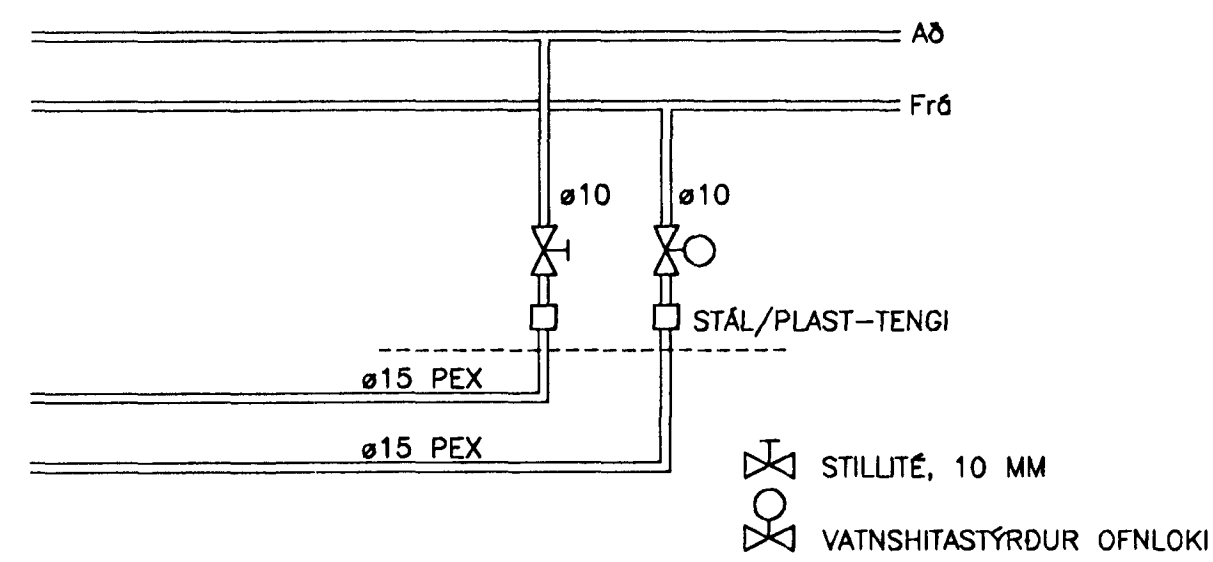 Að
Frá
ø10 ø10
STÁL/PLAST-TENGI
ø15 PEX
ø15 PEX
STILLITÉ, 10 MM
VATNSHITASTÝRÐUR OFNLOKI